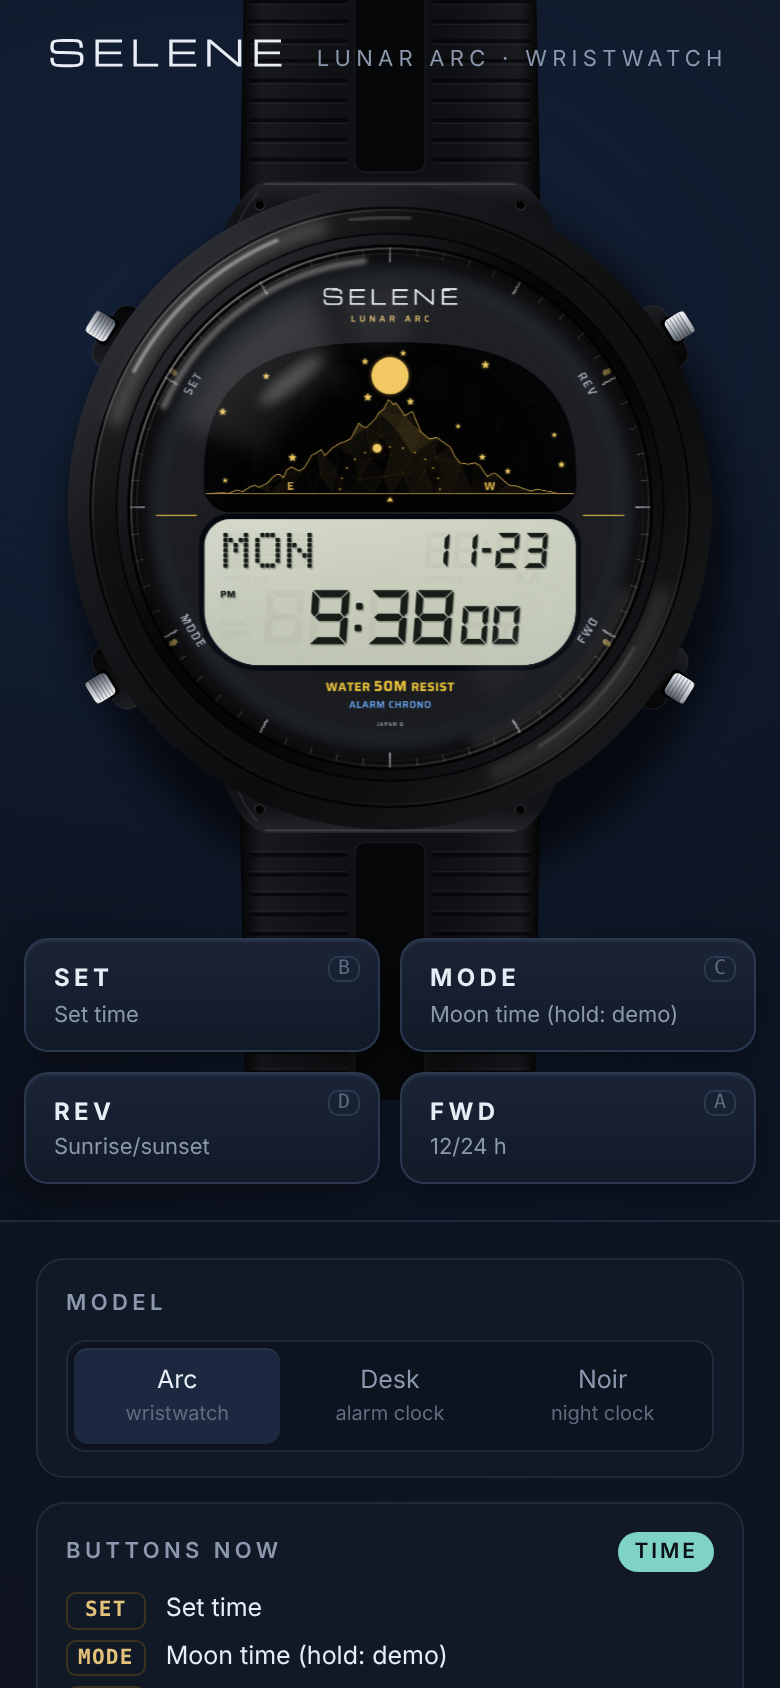 SELENE LUNAR ARC · WRISTWATCH
SELENE
LUNAR ARC
SET
REV
E
W
MON 11-23
PM
9:38 00
MODE
FWD
WATER 50M RESIST
ALARM CHRONO
SET B
Set time
MODE C
Moon time (hold: demo)
REV D
Sunrise/sunset
FWD A
12/24 h
MODEL
Arc
wristwatch
Desk
alarm clock
Noir
night clock
BUTTONS NOW TIME
SET Set time
MODE Moon time (hold: demo)